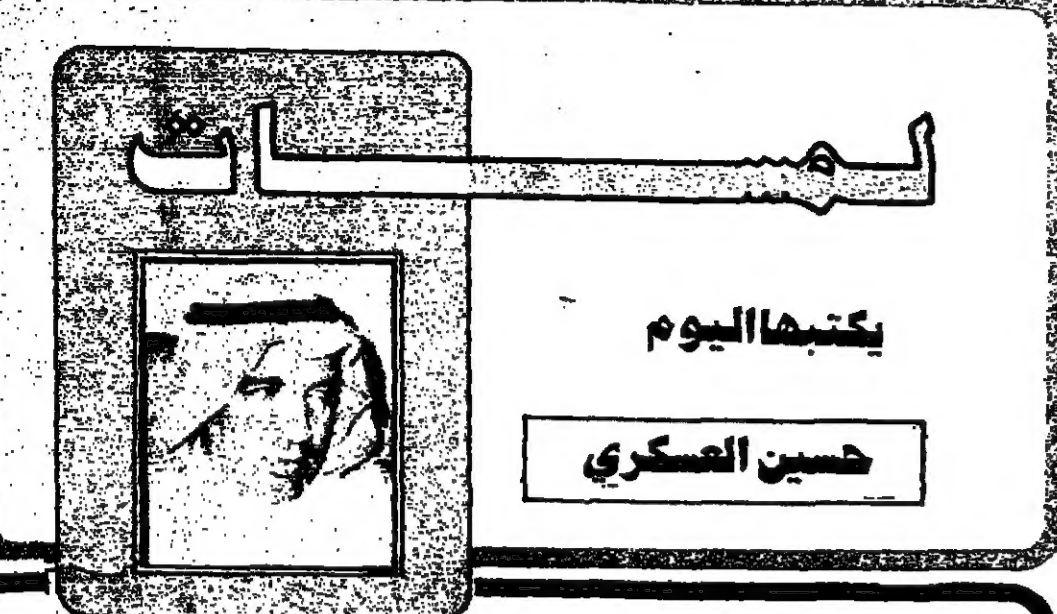 لمسات
يكتبها اليوم
حسين العسكري